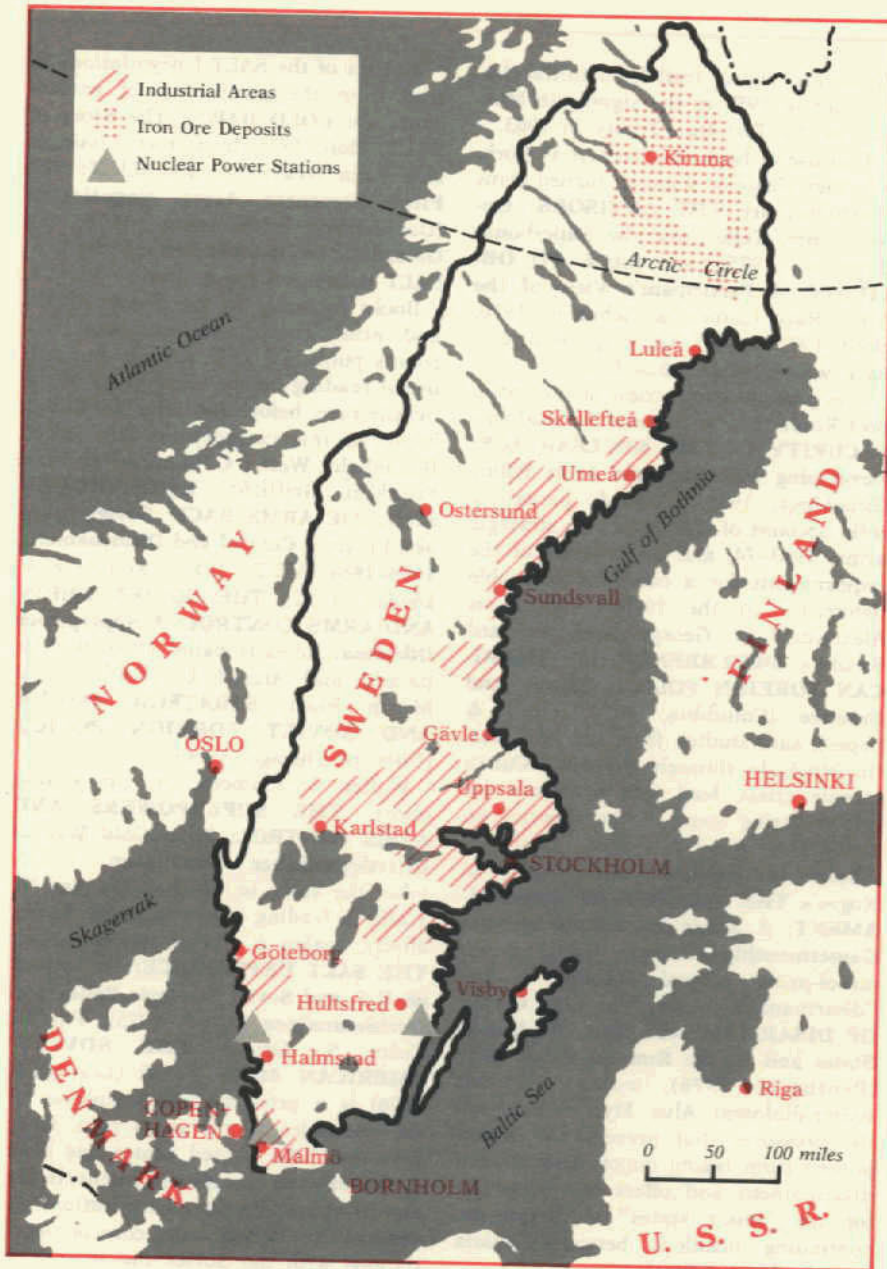 Industrial Areas
Iron Ore Deposits
Nuclear Power Stations
Kiruna
Arctic Circle
Atlantic Ocean
Luleå
Skellefteå
Umeå
Ostersund
Gulf of Bothnia
Sundsvall
NORWAY
SWEDEN
FINLAND
Gävle
OSLO
Uppsala
HELSINKI
Karlstad
STOCKHOLM
Skagerrak
Göteborg
Visby
Hultsfred
Halmstad
Riga
DENMARK
COPEN-
HAGEN
Baltic Sea
Malmö
BORNHOLM
0 50 100 miles
U.S.S.R.